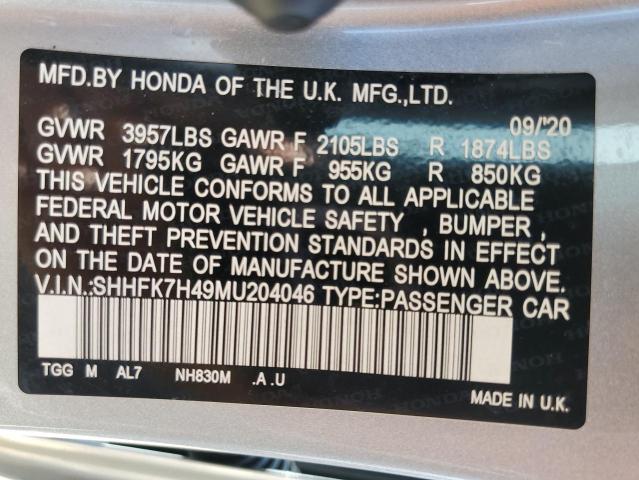 MFD.BY HONDA OF THE U.K. MFG.,LTD.
09/'20
GVWR 3957LBS GAWR F 2105LBS R 1874LBS
GVWR 1795KG GAWR F 955KG R 850KG
THIS VEHICLE CONFORMS TO ALL APPLICABLE
FEDERAL MOTOR VEHICLE SAFETY , BUMPER ,
AND THEFT PREVENTION STANDARDS IN EFFECT
ON THE DATE OF MANUFACTURE SHOWN ABOVE.
V.I.N.:SHHFK7H49MU204046 TYPE:PASSENGER CAR
TGG M AL7 NH830M .A .U
MADE IN U.K.